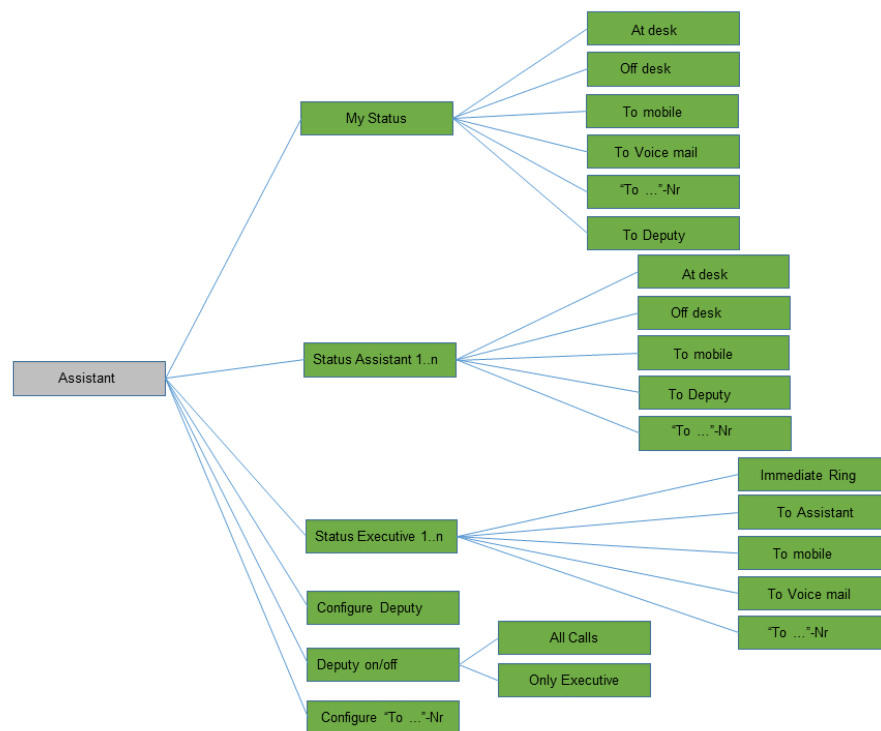 Assistant
My Status
At desk
Off desk
To mobile
To Voice mail
“To ...”-Nr
To Deputy
Status Assistant 1..n
At desk
Off desk
To mobile
To Deputy
“To ...”-Nr
Status Executive 1..n
Immediate Ring
To Assistant
To mobile
To Voice mail
“To ...”-Nr
Configure Deputy
Deputy on/off
All Calls
Only Executive
Configure “To ...”-Nr